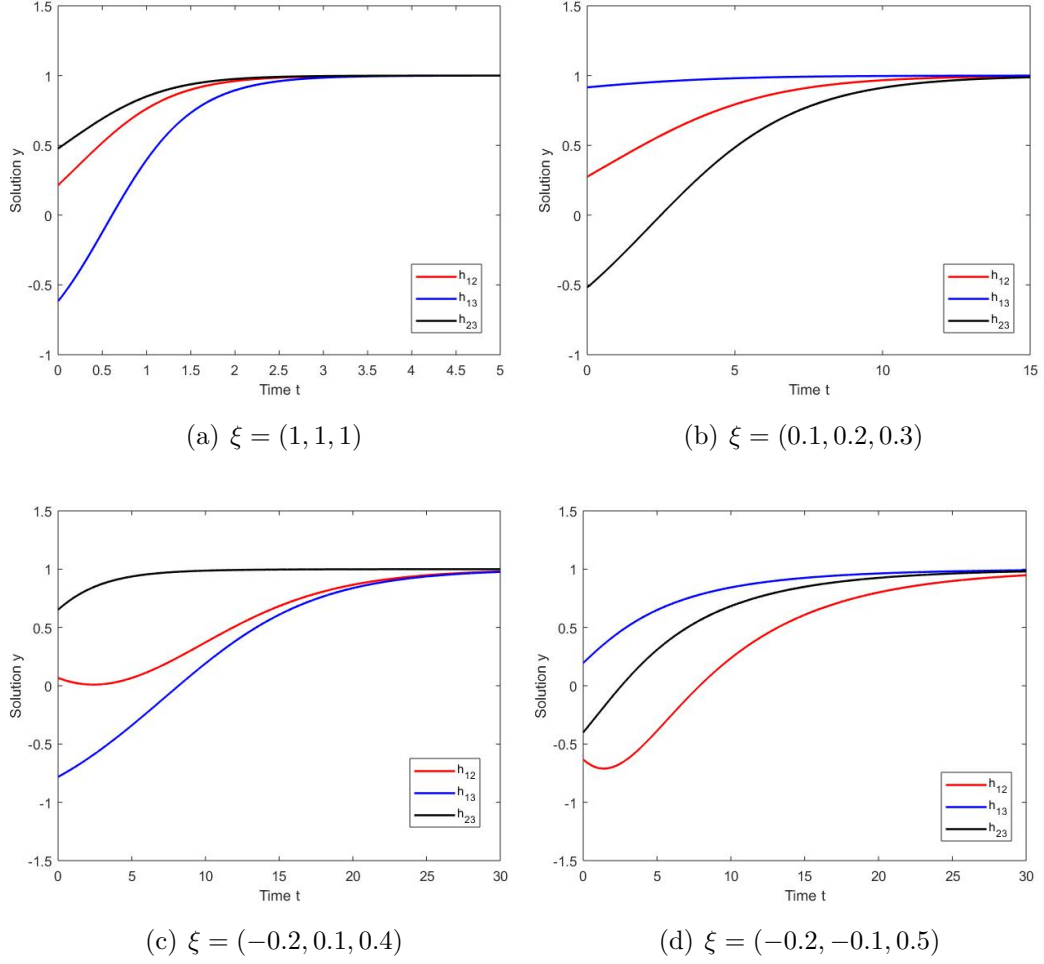 1.5
1
0.5
0
-0.5
-1
Solution y
0 0.5 1 1.5 2 2.5 3 3.5 4 4.5 5
Time t
h12
h13
h23
(a) ξ = (1, 1, 1)
1.5
1
0.5
0
-0.5
-1
Solution y
0 5 10 15
Time t
h12
h13
h23
(b) ξ = (0.1, 0.2, 0.3)
1.5
1
0.5
0
-0.5
-1
-1.5
Solution y
0 5 10 15 20 25 30
Time t
h12
h13
h23
(c) ξ = (−0.2, 0.1, 0.4)
1.5
1
0.5
0
-0.5
-1
-1.5
Solution y
0 5 10 15 20 25 30
Time t
h12
h13
h23
(d) ξ = (−0.2, −0.1, 0.5)